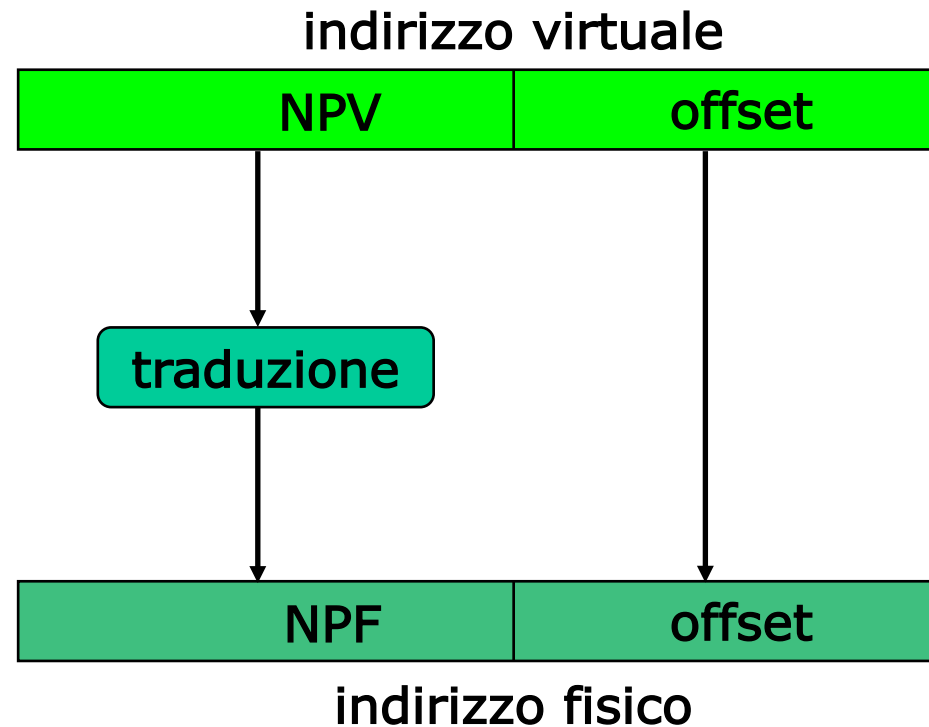 indirizzo virtuale
NPV offset
traduzione
NPF offset
indirizzo fisico